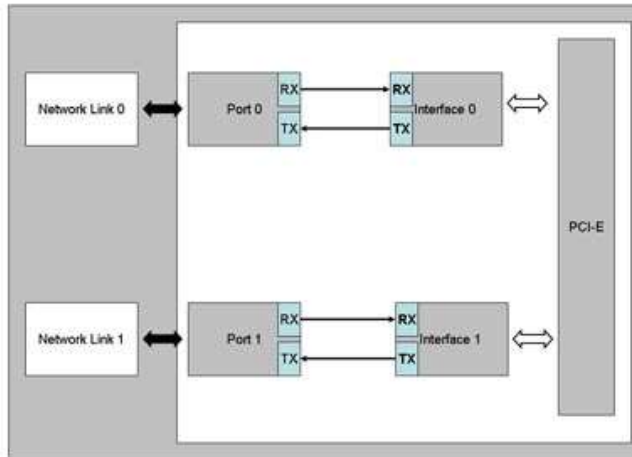 Network Link 0
Port 0
RX
TX
RX
TX
Interface 0
PCI-E
Network Link 1
Port 1
RX
TX
RX
TX
Interface 1